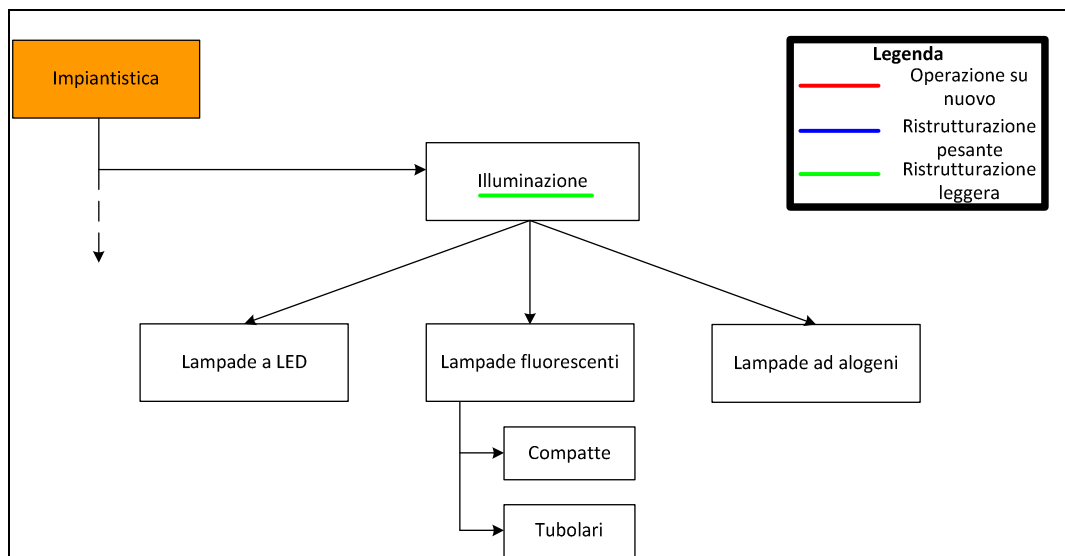 Impiantistica
Legenda
Operazione su
nuovo
Ristrutturazione
pesante
Ristrutturazione
leggera
Illuminazione
Lampade a LED
Lampade fluorescenti
Lampade ad alogeni
Compatte
Tubolari